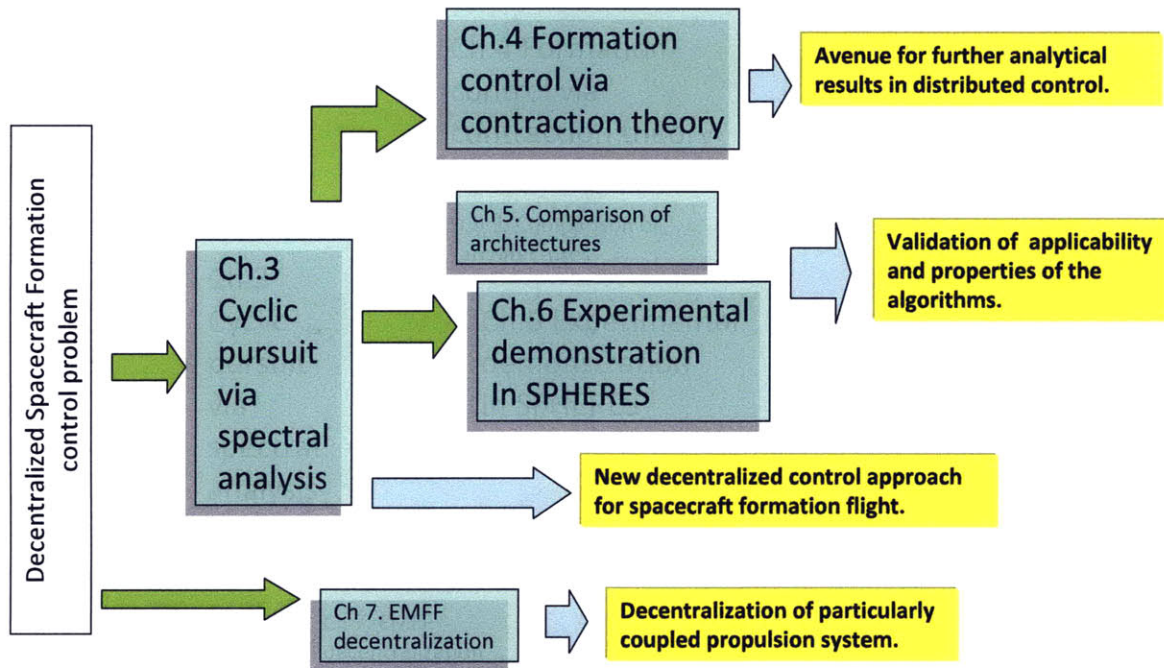 Decentralized Spacecraft Formation
control problem
Ch.3
Cyclic
pursuit
via
spectral
analysis
Ch.4 Formation
control via
contraction theory
Avenue for further analytical
results in distributed control.
Ch 5. Comparison of
architectures
Ch.6 Experimental
demonstration
In SPHERES
Validation of applicability
and properties of the
algorithms.
New decentralized control approach
for spacecraft formation flight.
Ch 7. EMFF
decentralization
Decentralization of particularly
coupled propulsion system.